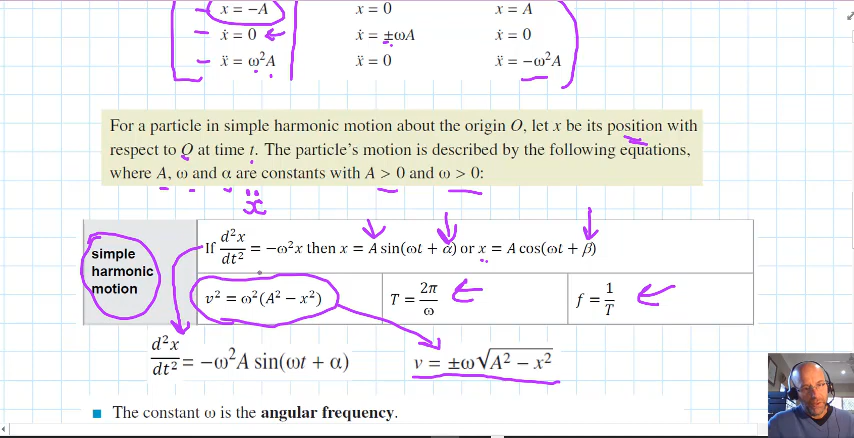 x = −A x = 0 x = A
ẋ = 0 ẋ = ±ωA ẋ = 0
ẍ = ω²A ẍ = 0 ẍ = −ω²A
For a particle in simple harmonic motion about the origin O, let x be its position with
respect to O at time t. The particle's motion is described by the following equations,
where A, ω and α are constants with A > 0 and ω > 0:
ẍ
simple
harmonic
motion
If d²x/dt² = −ω²x then x = A sin(ωt + α) or x = A cos(ωt + β)
v² = ω²(A² − x²) T = 2π/ω f = 1/T
d²x/dt² = −ω²A sin(ωt + α) v = ±ω√(A² − x²)
■ The constant ω is the angular frequency.